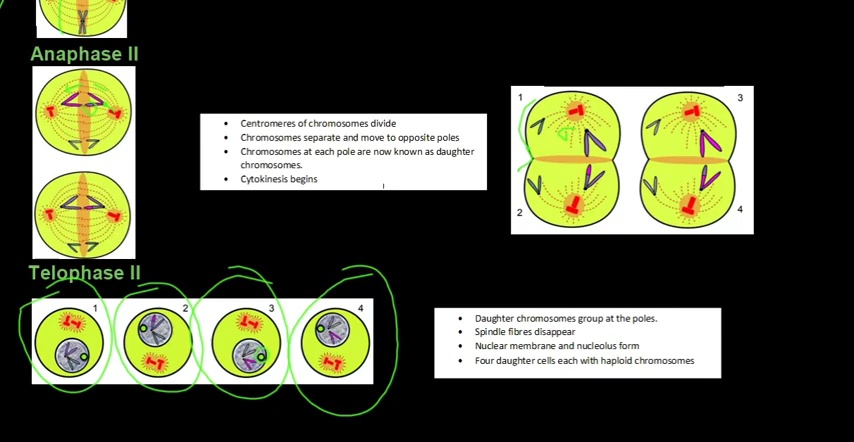 Anaphase II
• Centromeres of chromosomes divide
• Chromosomes separate and move to opposite poles
• Chromosomes at each pole are now known as daughter
chromosomes.
• Cytokinesis begins
1
3
2
4
Telophase II
1
2
3
4
• Daughter chromosomes group at the poles.
• Spindle fibres disappear
• Nuclear membrane and nucleolus form
• Four daughter cells each with haploid chromosomes